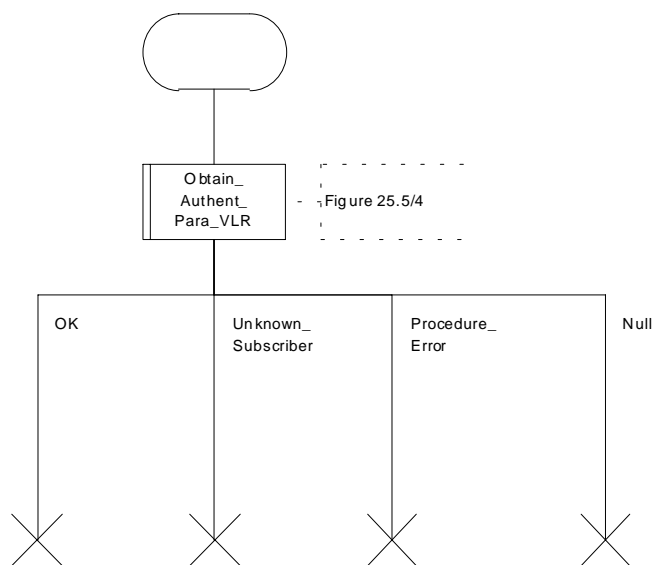 Obtain_
Authent_
Para_VLR
Figure 25.5/4
OK
Unknown_
Subscriber
Procedure_
Error
Null